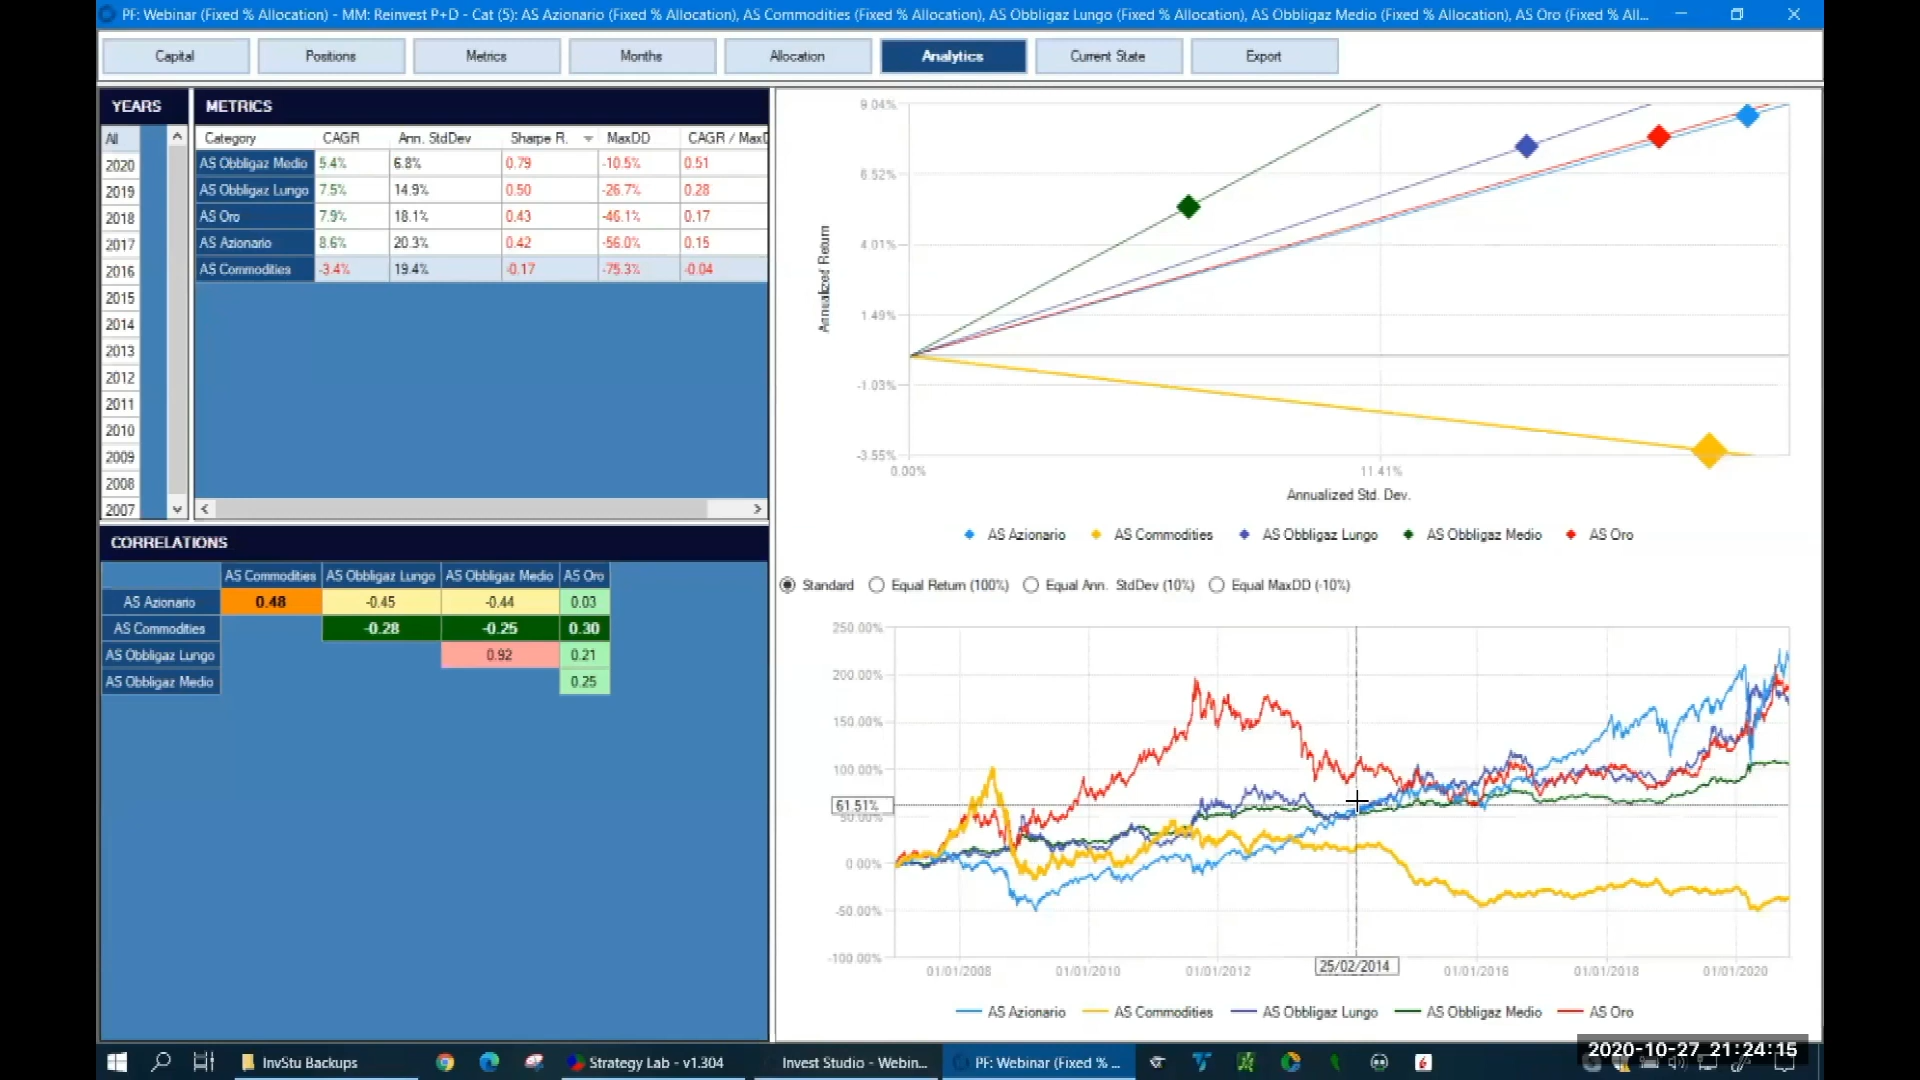 PF: Webinar (Fixed % Allocation) - MM: Reinvest P+D - Cat (5): AS Azionario (Fixed % Allocation), AS Commodities (Fixed % Allocation), AS Obbligaz Lungo (Fixed % Allocation), AS Obbligaz Medio (Fixed % Allocation), AS Oro (Fixed % All...
Capital Positions Metrics Months Allocation Analytics Current State Export
YEARS
All
2020
2019
2018
2017
2016
2015
2014
2013
2012
2011
2010
2009
2008
2007
METRICS
Category CAGR Ann. StdDev Sharpe R. MaxDD CAGR / MaxD
AS Obbligaz Medio 5.4% 6.8% 0.79 -10.5% 0.51
AS Obbligaz Lungo 7.5% 14.9% 0.50 -26.7% 0.28
AS Oro 7.9% 18.1% 0.43 -46.1% 0.17
AS Azionario 8.6% 20.3% 0.42 -56.0% 0.15
AS Commodities -3.4% 19.4% -0.17 -75.3% -0.04
CORRELATIONS
AS Commodities AS Obbligaz Lungo AS Obbligaz Medio AS Oro
AS Azionario 0.48 -0.45 -0.44 0.03
AS Commodities -0.28 -0.25 0.30
AS Obbligaz Lungo 0.92 0.21
AS Obbligaz Medio 0.25
9.04%
6.52%
4.01%
1.49%
-1.03%
-3.55%
Annualized Return
0.00% 11.41%
Annualized Std. Dev.
AS Azionario AS Commodities AS Obbligaz Lungo AS Obbligaz Medio AS Oro
Standard Equal Return (100%) Equal Ann. StdDev (10%) Equal MaxDD (-10%)
250.00%
200.00%
150.00%
100.00%
61.51%
50.00%
0.00%
-50.00%
-100.00%
01/01/2008 01/01/2010 01/01/2012 25/02/2014 01/01/2016 01/01/2018 01/01/2020
AS Azionario AS Commodities AS Obbligaz Lungo AS Obbligaz Medio AS Oro
InvStu Backups Strategy Lab - v1.304 Invest Studio - Webin... PF: Webinar (Fixed % ... 6
2020-10-27 21:24:15